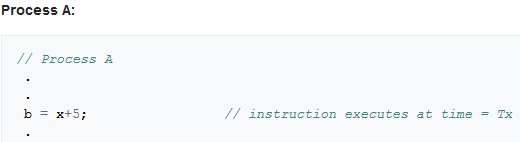 Process A:
// Process A
.
.
b = x+5; // instruction executes at time = Tx
.